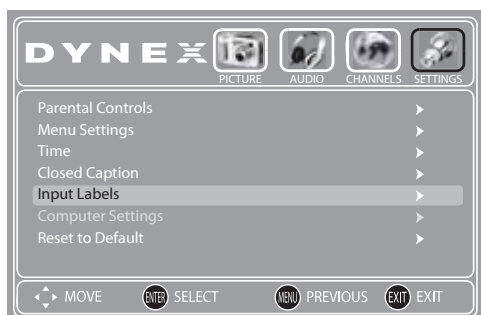 DYNEX
PICTURE AUDIO CHANNELS SETTINGS
Parental Controls
Menu Settings
Time
Closed Caption
Input Labels
Computer Settings
Reset to Default
MOVE ENTER SELECT MENU PREVIOUS EXIT EXIT